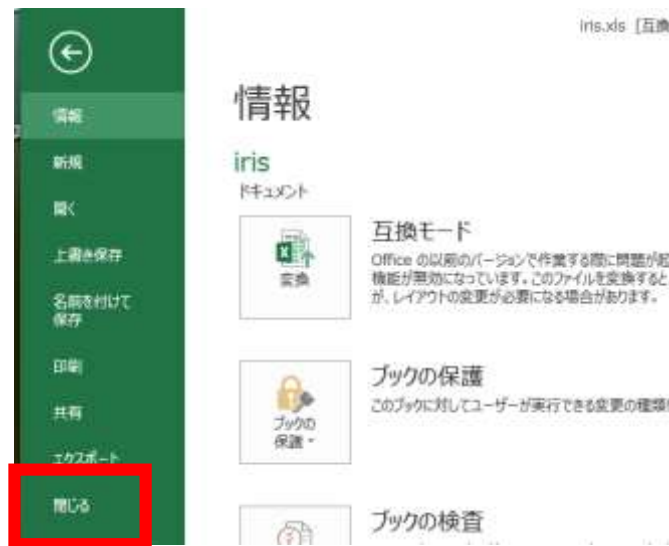 iris.xls [互換
情報
新規
開く
上書き保存
名前を付けて
保存
印刷
共有
エクスポート
閉じる
情報
iris
ドキュメント
変換
互換モード
Office の以前のバージョンで作業する際に問題が起
機能が無効になっています。このファイルを変換すると
が、レイアウトの変更が必要になる場合があります。
ブックの
保護
ブックの保護
このブックに対してユーザーが実行できる変更の種類
ブックの検査